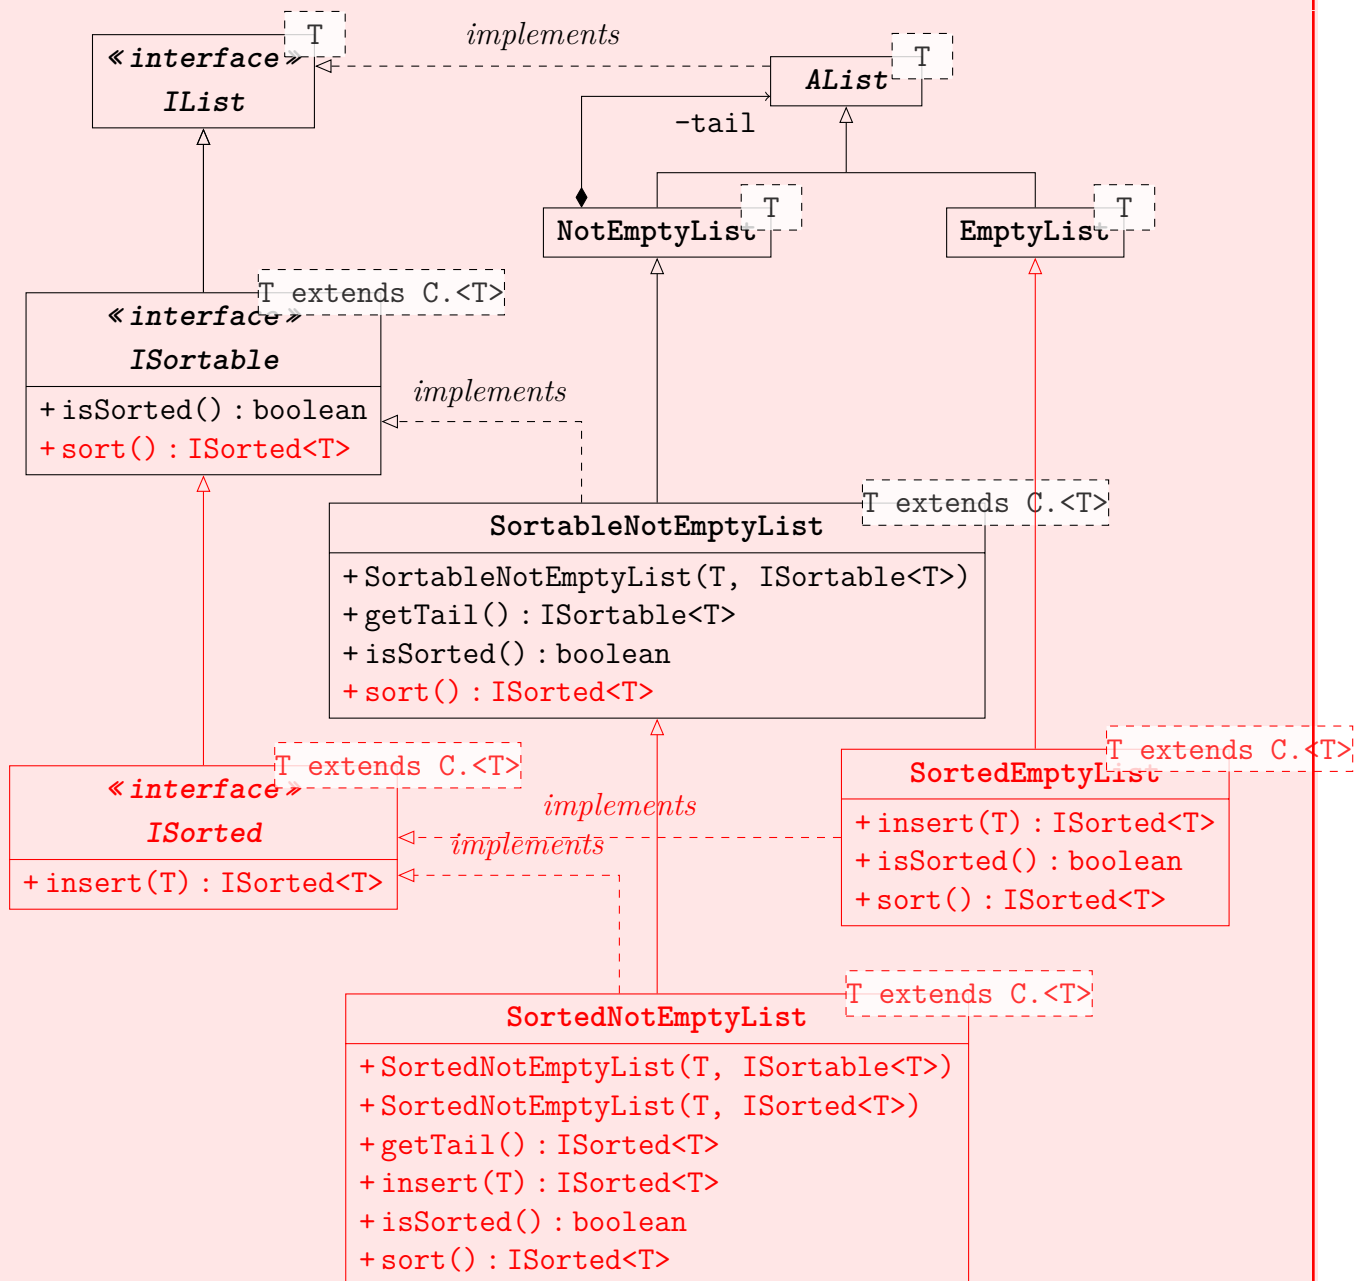 T
«interface»
IList
implements
T
AList
-tail
T
NotEmptyList
T
EmptyList
T extends C.<T>
«interface»
ISortable
+ isSorted() : boolean
+ sort() : ISorted<T>
implements
T extends C.<T>
SortableNotEmptyList
+ SortableNotEmptyList(T, ISortable<T>)
+ getTail() : ISortable<T>
+ isSorted() : boolean
+ sort() : ISorted<T>
T extends C.<T>
«interface»
ISorted
+ insert(T) : ISorted<T>
implements
implements
T extends C.<T>
SortedEmptyList
+ insert(T) : ISorted<T>
+ isSorted() : boolean
+ sort() : ISorted<T>
T extends C.<T>
SortedNotEmptyList
+ SortedNotEmptyList(T, ISortable<T>)
+ SortedNotEmptyList(T, ISorted<T>)
+ getTail() : ISorted<T>
+ insert(T) : ISorted<T>
+ isSorted() : boolean
+ sort() : ISorted<T>